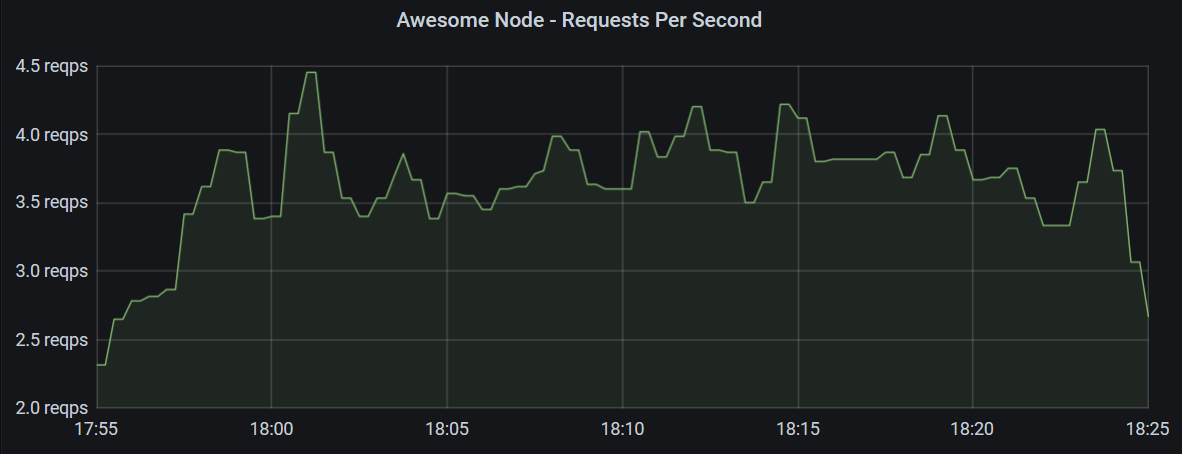 Awesome Node - Requests Per Second
4.5 reqps
4.0 reqps
3.5 reqps
3.0 reqps
2.5 reqps
2.0 reqps
17:55 18:00 18:05 18:10 18:15 18:20 18:25